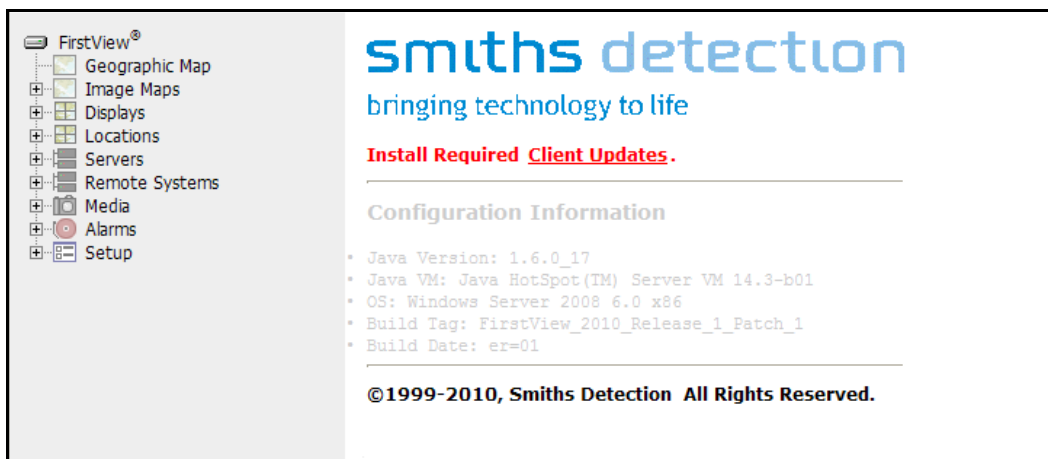 FirstView®
Geographic Map
Image Maps
Displays
Locations
Servers
Remote Systems
Media
Alarms
Setup
smiths detection
bringing technology to life
Install Required Client Updates.
Configuration Information
• Java Version: 1.6.0_17
• Java VM: Java HotSpot(TM) Server VM 14.3-b01
• OS: Windows Server 2008 6.0 x86
• Build Tag: FirstView_2010_Release_1_Patch_1
• Build Date: er=01
©1999-2010, Smiths Detection All Rights Reserved.